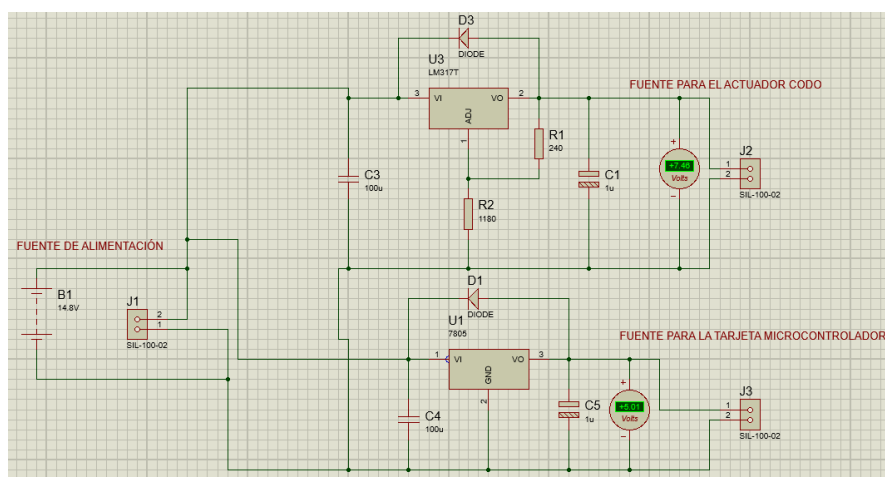 D3
DIODE
U3
LM317T
3
VI
VO
2
ADJ
1
FUENTE PARA EL ACTUADOR CODO
R1
240
C3
100u
C1
1u
+
+7.46
Volts
−
J2
1
2
SIL-100-02
R2
1180
FUENTE DE ALIMENTACIÓN
B1
14.8V
J1
2
1
SIL-100-02
D1
DIODE
U1
7805
1
VI
VO
3
GND
2
FUENTE PARA LA TARJETA MICROCONTROLADOR
C4
100u
C5
1u
+
+5.01
Volts
−
J3
1
2
SIL-100-02